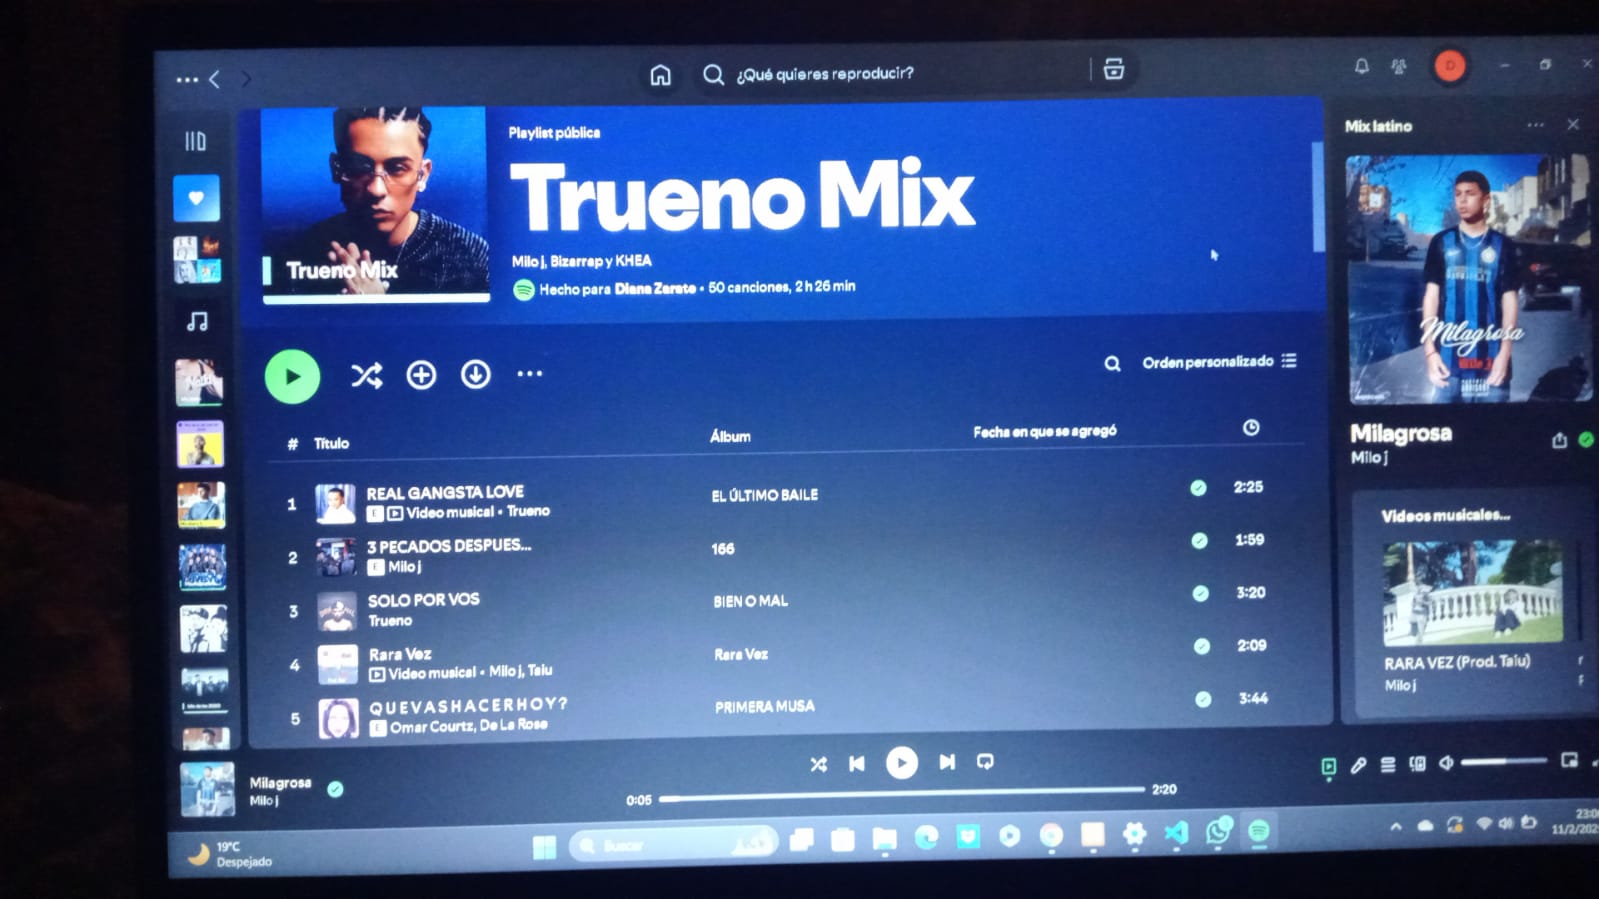 ¿Qué quieres reproducir?
D
Playlist pública
Trueno Mix
Trueno Mix
Milo j, Bizarrap y KHEA
Hecho para Diana Zarate • 50 canciones, 2 h 26 min
Orden personalizado
# Título Álbum Fecha en que se agregó
1 REAL GANGSTA LOVE EL ÚLTIMO BAILE 2:25
E Video musical • Trueno
2 3 PECADOS DESPUES... 166 1:59
E Milo j
3 SOLO POR VOS BIEN O MAL 3:20
Trueno
4 Rara Vez Rara Vez 2:09
Video musical • Milo j, Taiu
5 QUEVASHACERHOY? PRIMERA MUSA 3:44
E Omar Courtz, De La Rose
Mix latino
Milagrosa
Milo j
Milagrosa
Milo j
Videos musicales...
RARA VEZ (Prod. Taiu)
Milo j
Milagrosa
Milo j
0:05 2:20
19°C
Despejado
Buscar
23:0
11/2/202